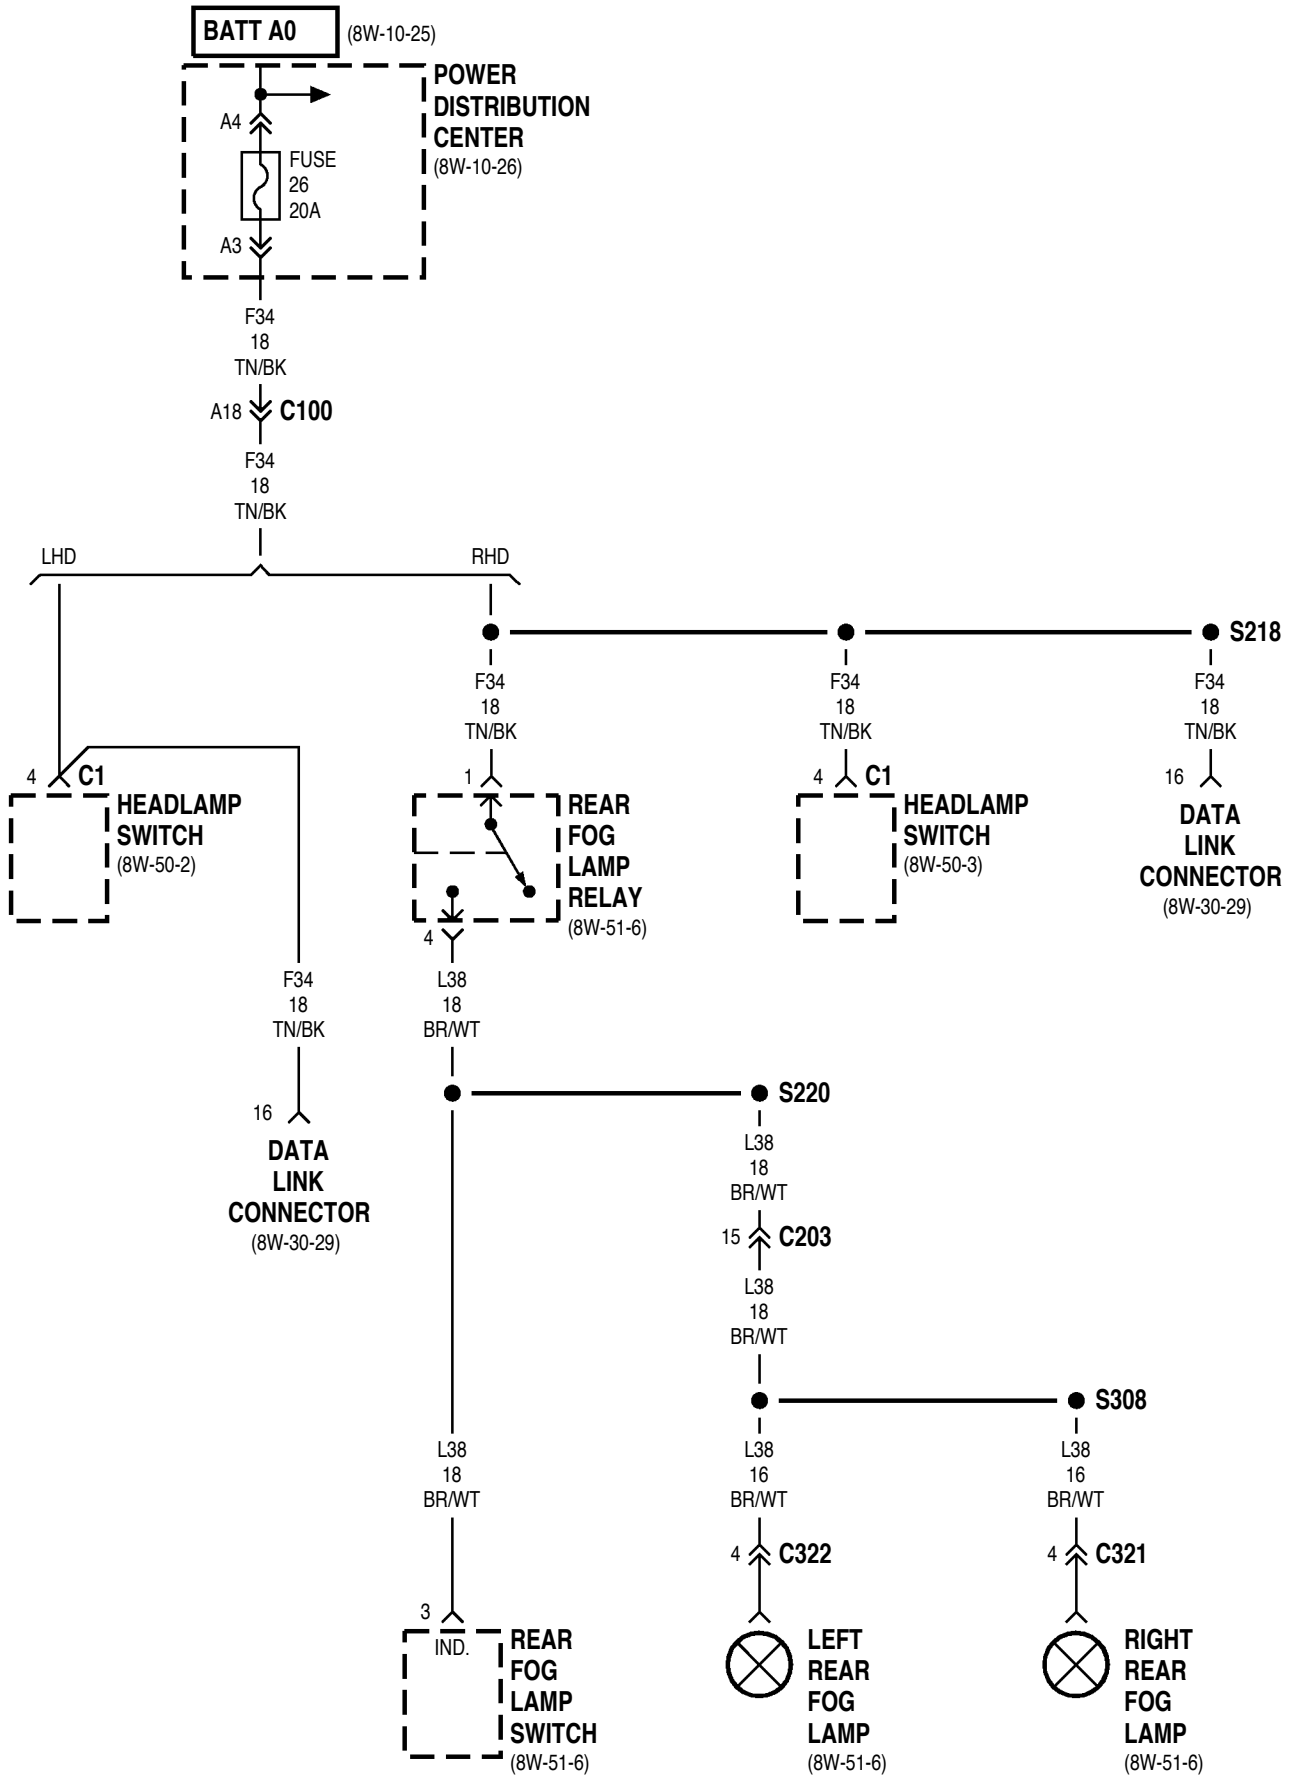 BATT A0 (8W-10-25)
POWER
DISTRIBUTION
CENTER
(8W-10-26)
A4
FUSE
26
20A
A3
F34
18
TN/BK
A18 C100
F34
18
TN/BK
LHD RHD
S218
F34
18
TN/BK
F34
18
TN/BK
F34
18
TN/BK
4 C1
HEADLAMP
SWITCH
(8W-50-2)
1
REAR
FOG
LAMP
RELAY
(8W-51-6)
4
4 C1
HEADLAMP
SWITCH
(8W-50-3)
16
DATA
LINK
CONNECTOR
(8W-30-29)
F34
18
TN/BK
16
DATA
LINK
CONNECTOR
(8W-30-29)
L38
18
BR/WT
S220
L38
18
BR/WT
15 C203
L38
18
BR/WT
S308
L38
18
BR/WT
L38
16
BR/WT
L38
16
BR/WT
4 C322
4 C321
3
IND.
REAR
FOG
LAMP
SWITCH
(8W-51-6)
LEFT
REAR
FOG
LAMP
(8W-51-6)
RIGHT
REAR
FOG
LAMP
(8W-51-6)